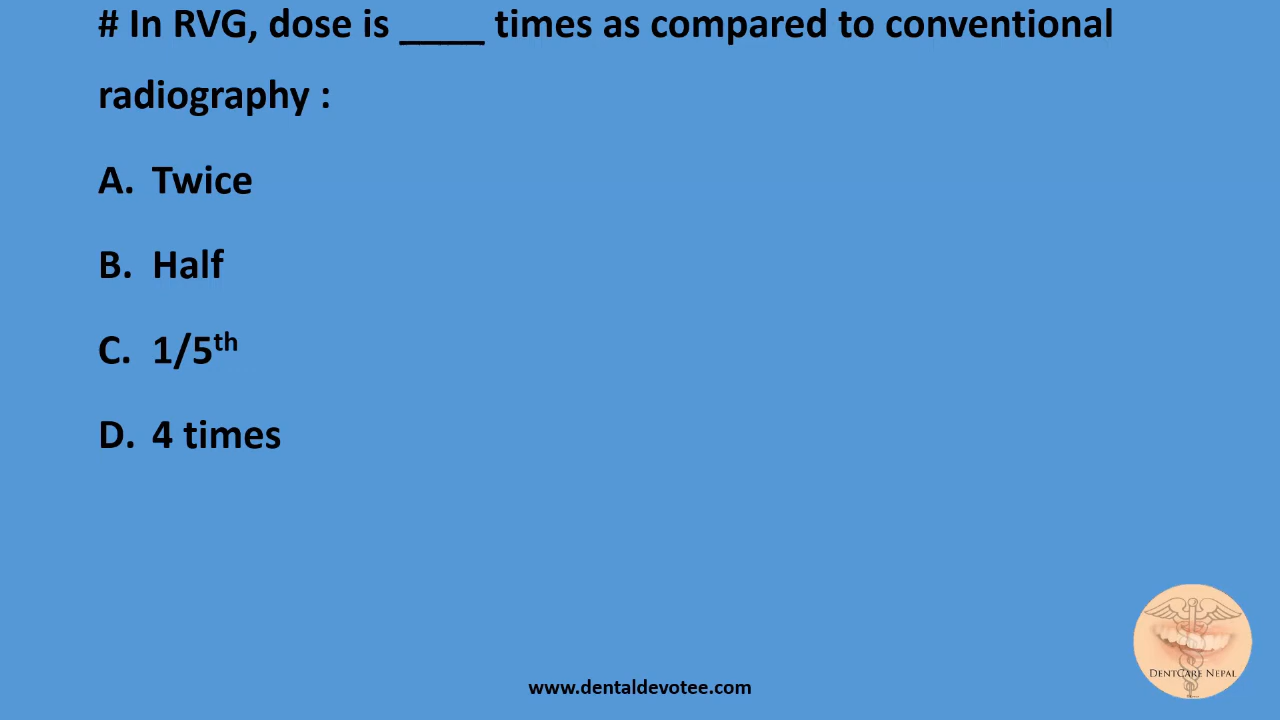 # In RVG, dose is ____ times as compared to conventional
radiography :
A. Twice
B. Half
C. 1/5th
D. 4 times
DENTCARE NEPAL
www.dentaldevotee.com